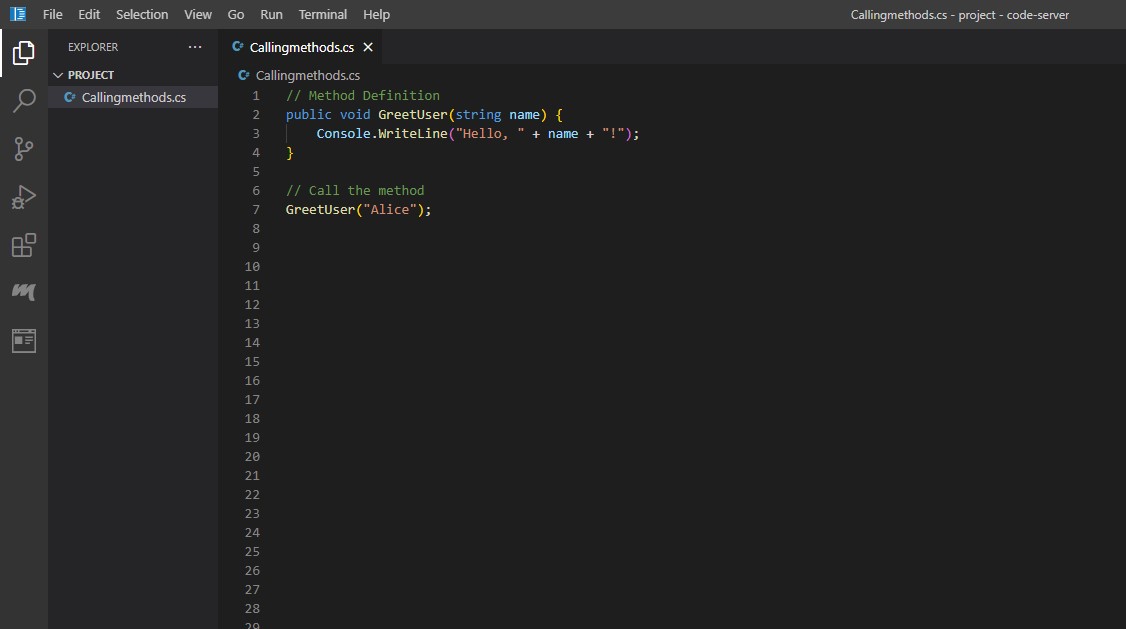 File Edit Selection View Go Run Terminal Help
Callingmethods.cs - project - code-server
EXPLORER
PROJECT
Callingmethods.cs
Callingmethods.cs
Callingmethods.cs
1 // Method Definition
2 public void GreetUser(string name) {
3 Console.WriteLine("Hello, " + name + "!");
4 }
5
6 // Call the method
7 GreetUser("Alice");
8
9
10
11
12
13
14
15
16
17
18
19
20
21
22
23
24
25
26
27
28
29